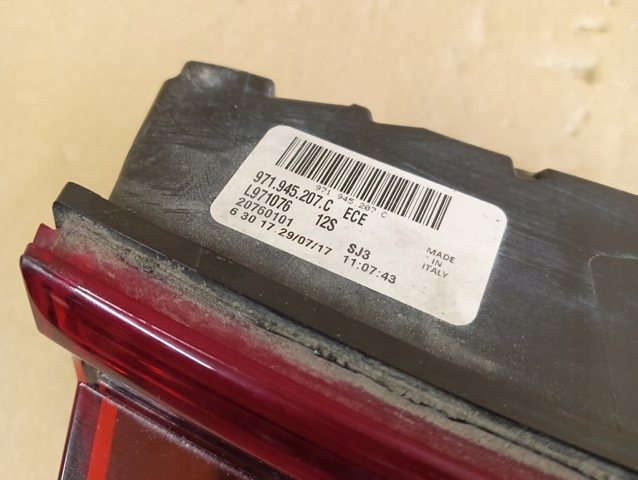 971 945 207 C
971.945.207.C ECE
L971076 12S
20760101
6 30 17 29/07/17 SJ3 11:07:43
MADE
IN
ITALY